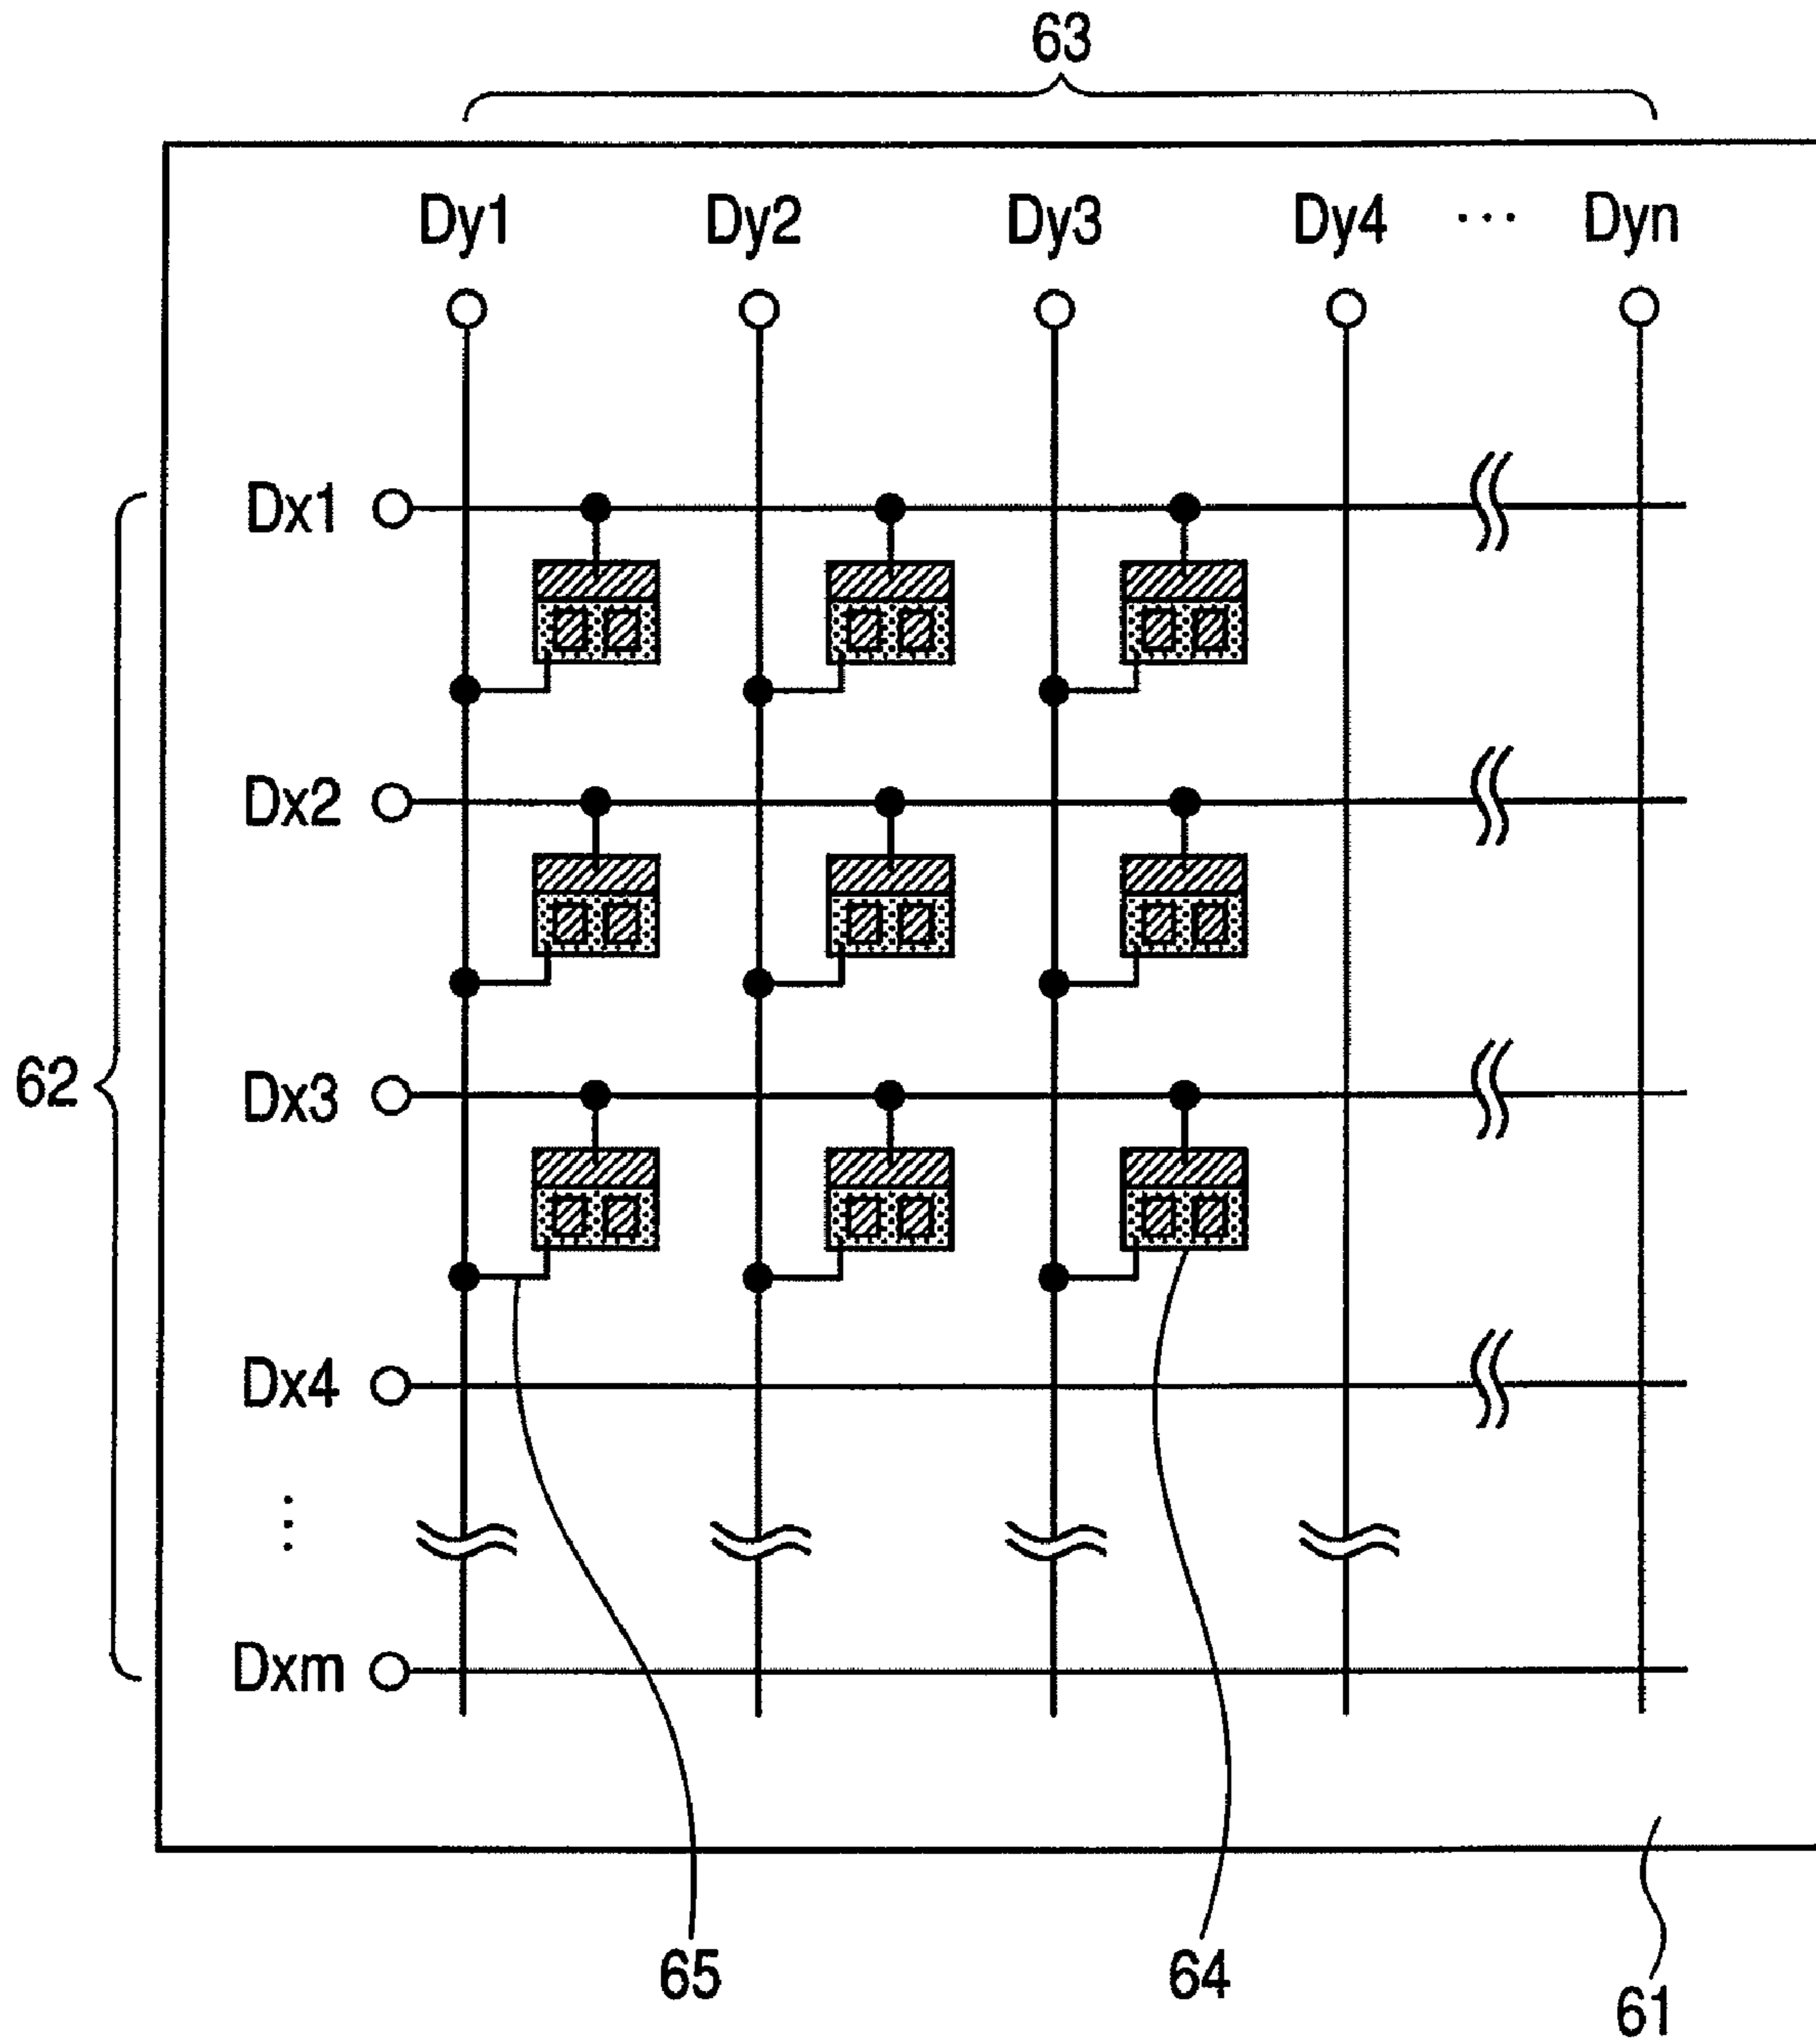 63
Dy1 Dy2 Dy3 Dy4 ... Dyn
Dx1
Dx2
62
Dx3
Dx4
⋮
Dxm
65
64
61